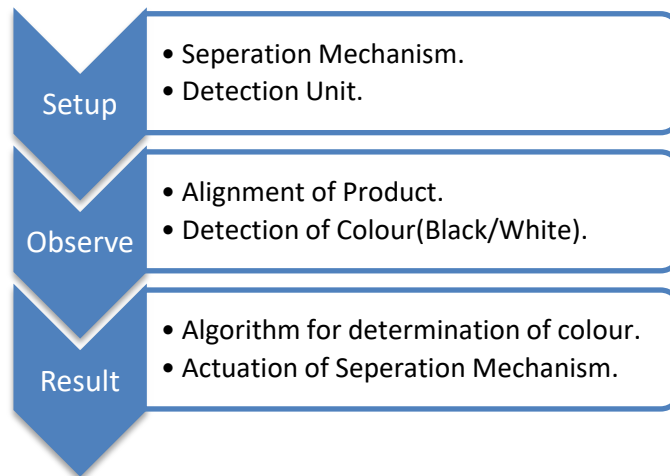 Setup
• Seperation Mechanism.
• Detection Unit.
Observe
• Alignment of Product.
• Detection of Colour(Black/White).
Result
• Algorithm for determination of colour.
• Actuation of Seperation Mechanism.